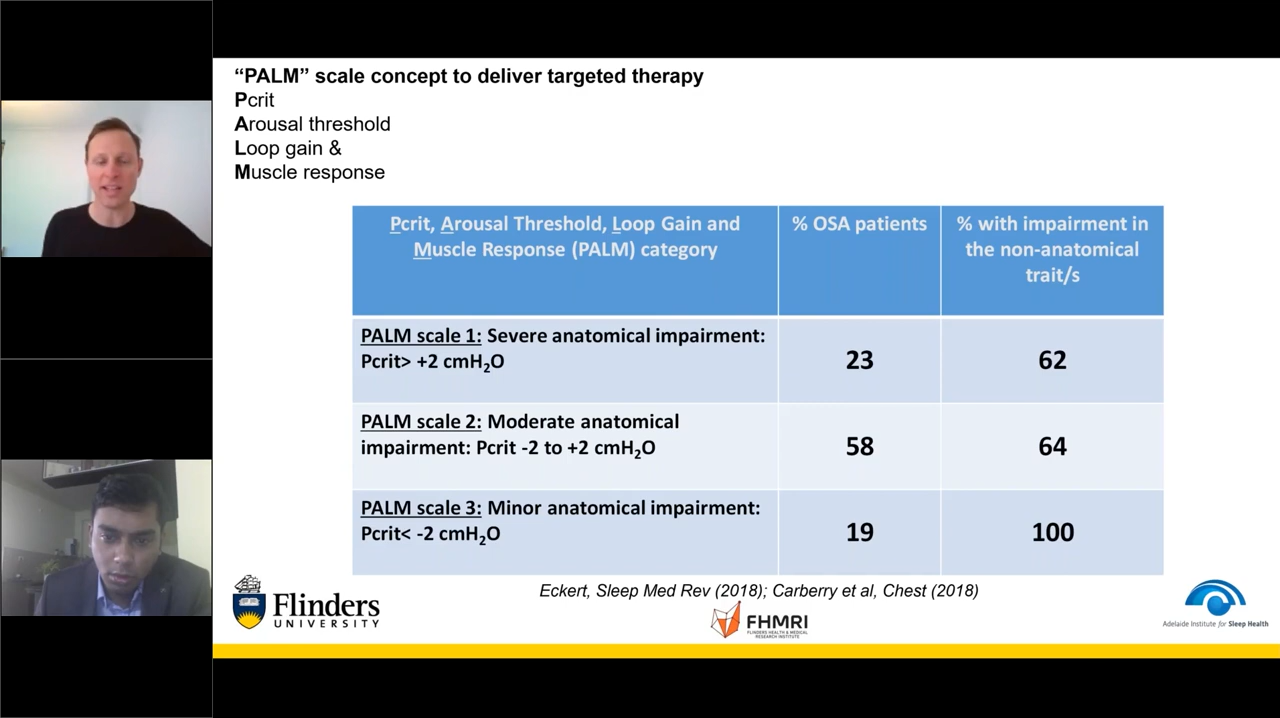 “PALM” scale concept to deliver targeted therapy
Pcrit
Arousal threshold
Loop gain &
Muscle response
Pcrit, Arousal Threshold, Loop Gain and
Muscle Response (PALM) category
% OSA patients
% with impairment in
the non-anatomical
trait/s
PALM scale 1: Severe anatomical impairment:
Pcrit> +2 cmH₂O
23
62
PALM scale 2: Moderate anatomical
impairment: Pcrit -2 to +2 cmH₂O
58
64
PALM scale 3: Minor anatomical impairment:
Pcrit< -2 cmH₂O
19
100
Eckert, Sleep Med Rev (2018); Carberry et al, Chest (2018)
Flinders
UNIVERSITY
FHMRI
FLINDERS HEALTH & MEDICAL
RESEARCH INSTITUTE
Adelaide Institute for Sleep Health